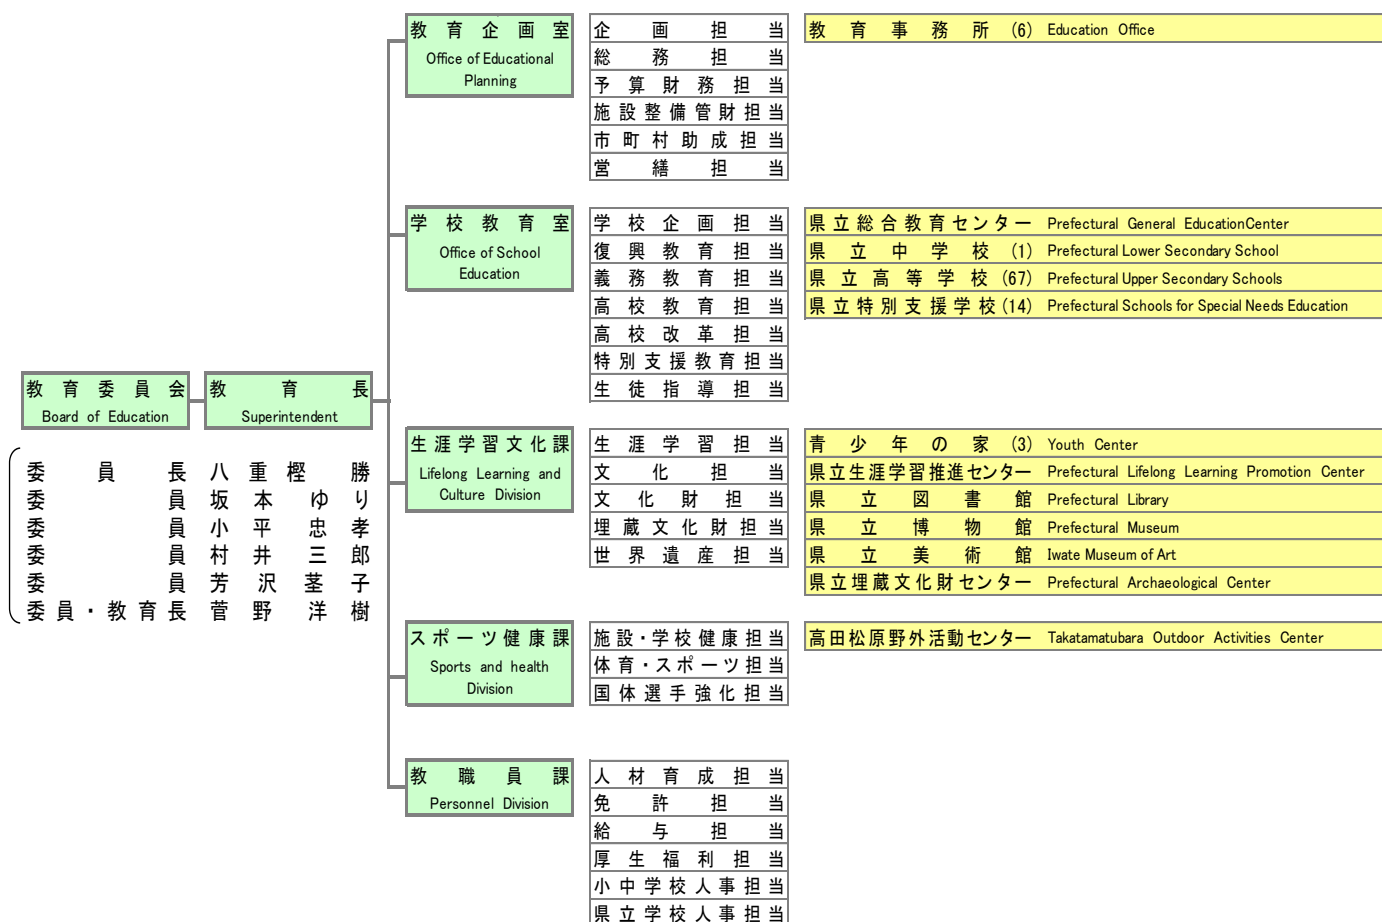 教育委員会
Board of Education
教育長
Superintendent
委員長 八重樫勝
委員 坂本ゆり
委員 小平忠孝
委員 村井三郎
委員 芳沢茎子
委員・教育長 菅野洋樹
教育企画室
Office of Educational
Planning
企画担当
総務担当
予算財務担当
施設整備管財担当
市町村助成担当
営繕担当
教育事務所(6) Education Office
学校教育室
Office of School
Education
学校企画担当
復興教育担当
義務教育担当
高校教育担当
高校改革担当
特別支援教育担当
生徒指導担当
県立総合教育センター Prefectural General EducationCenter
県立中学校(1) Prefectural Lower Secondary School
県立高等学校(67) Prefectural Upper Secondary Schools
県立特別支援学校(14) Prefectural Schools for Special Needs Education
生涯学習文化課
Lifelong Learning and
Culture Division
生涯学習担当
文化担当
文化財担当
埋蔵文化財担当
世界遺産担当
青少年の家(3) Youth Center
県立生涯学習推進センター Prefectural Lifelong Learning Promotion Center
県立図書館 Prefectural Library
県立博物館 Prefectural Museum
県立美術館 Iwate Museum of Art
県立埋蔵文化財センター Prefectural Archaeological Center
スポーツ健康課
Sports and health
Division
施設・学校健康担当
体育・スポーツ担当
国体選手強化担当
高田松原野外活動センター Takatamatubara Outdoor Activities Center
教職員課
Personnel Division
人材育成担当
免許担当
給与担当
厚生福利担当
小中学校人事担当
県立学校人事担当